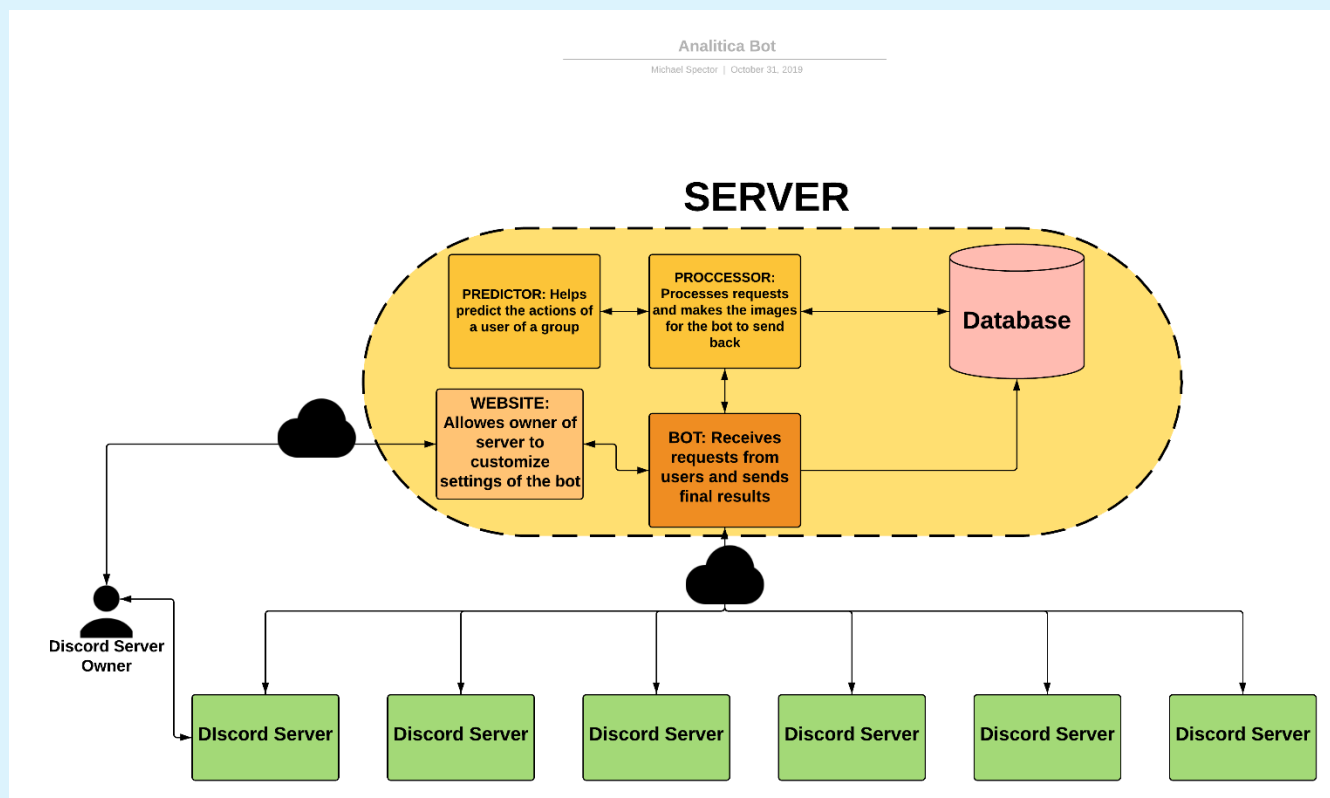 Analitica Bot
Michael Spector | October 31, 2019
SERVER
PREDICTOR: Helps
predict the actions of
a user of a group
PROCCESSOR:
Processes requests
and makes the images
for the bot to send
back
Database
WEBSITE:
Allowes owner of
server to
customize
settings of the bot
BOT: Receives
requests from
users and sends
final results
Discord Server
Owner
DIscord Server
Discord Server
Discord Server
Discord Server
Discord Server
Discord Server